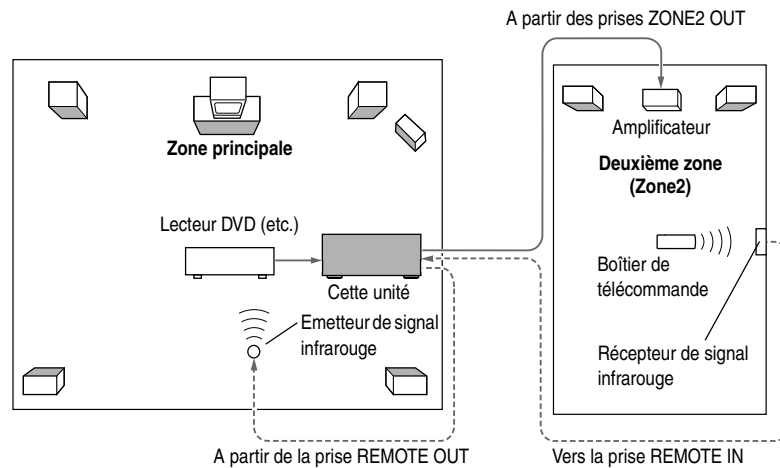 A partir des prises ZONE2 OUT
Amplificateur
Zone principale
Deuxième zone
(Zone2)
Lecteur DVD (etc.)
Cette unité
Boîtier de
télécommande
Emetteur de signal
infrarouge
Récepteur de signal
infrarouge
A partir de la prise REMOTE OUT
Vers la prise REMOTE IN